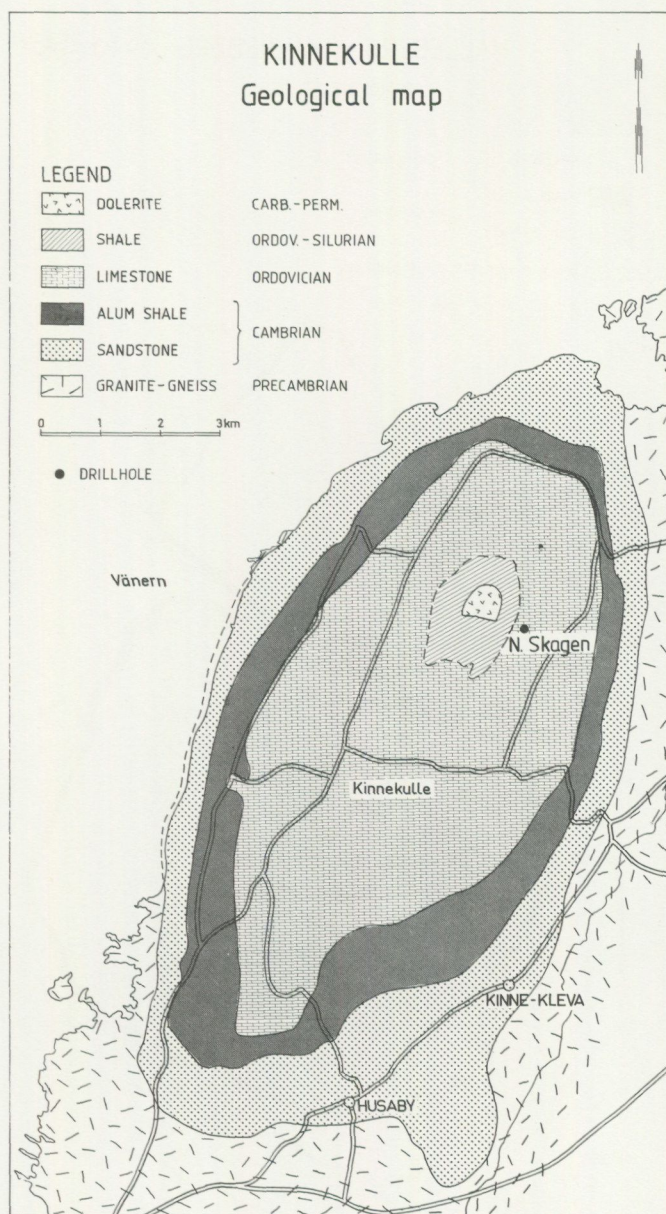 KINNEKULLE
Geological map
LEGEND
DOLERITE CARB.-PERM.
SHALE ORDOV.-SILURIAN
LIMESTONE ORDOVICIAN
ALUM SHALE
CAMBRIAN
SANDSTONE
GRANITE-GNEISS PRECAMBRIAN
0 1 2 3km
DRILLHOLE
Vänern
N. Skagen
Kinnekulle
KINNE-KLEVA
HUSABY